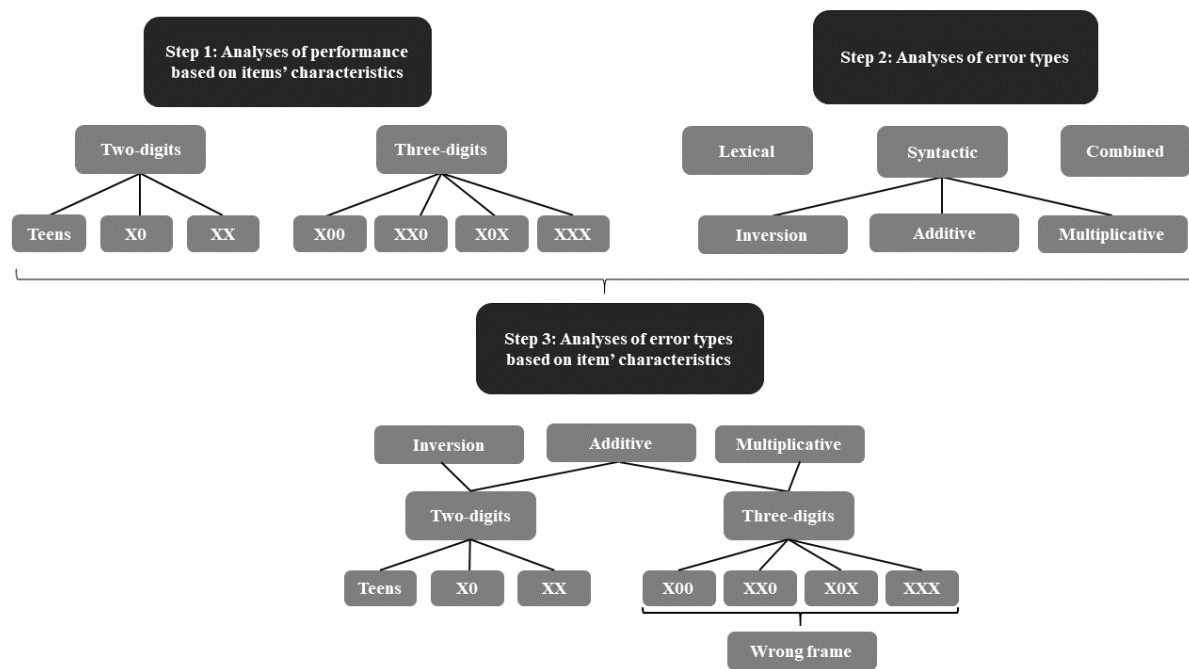 Step 1: Analyses of performance
based on items' characteristics
Step 2: Analyses of error types
Two-digits
Three-digits
Lexical
Syntactic
Combined
Teens
X0
XX
X00
XX0
X0X
XXX
Inversion
Additive
Multiplicative
Step 3: Analyses of error types
based on item' characteristics
Inversion
Additive
Multiplicative
Two-digits
Three-digits
Teens
X0
XX
X00
XX0
X0X
XXX
Wrong frame